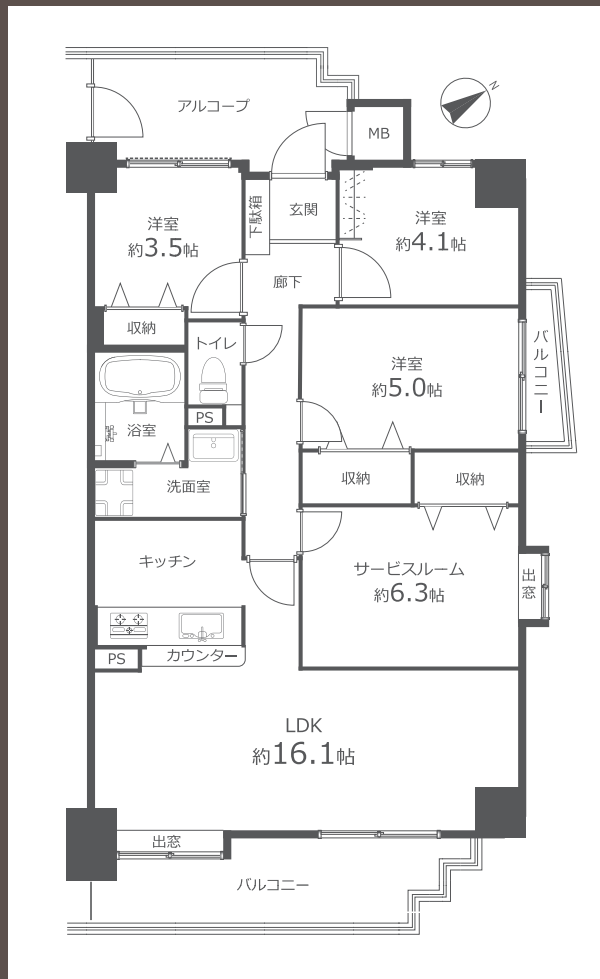 アルコープ
N
MB
下駄箱
玄関
洋室
約3.5帖
洋室
約4.1帖
廊下
収納
トイレ
洋室
約5.0帖
バルコニー
PS
浴室
洗面室
収納
収納
キッチン
サービスルーム
約6.3帖
出窓
PS
カウンター
LDK
約16.1帖
出窓
バルコニー